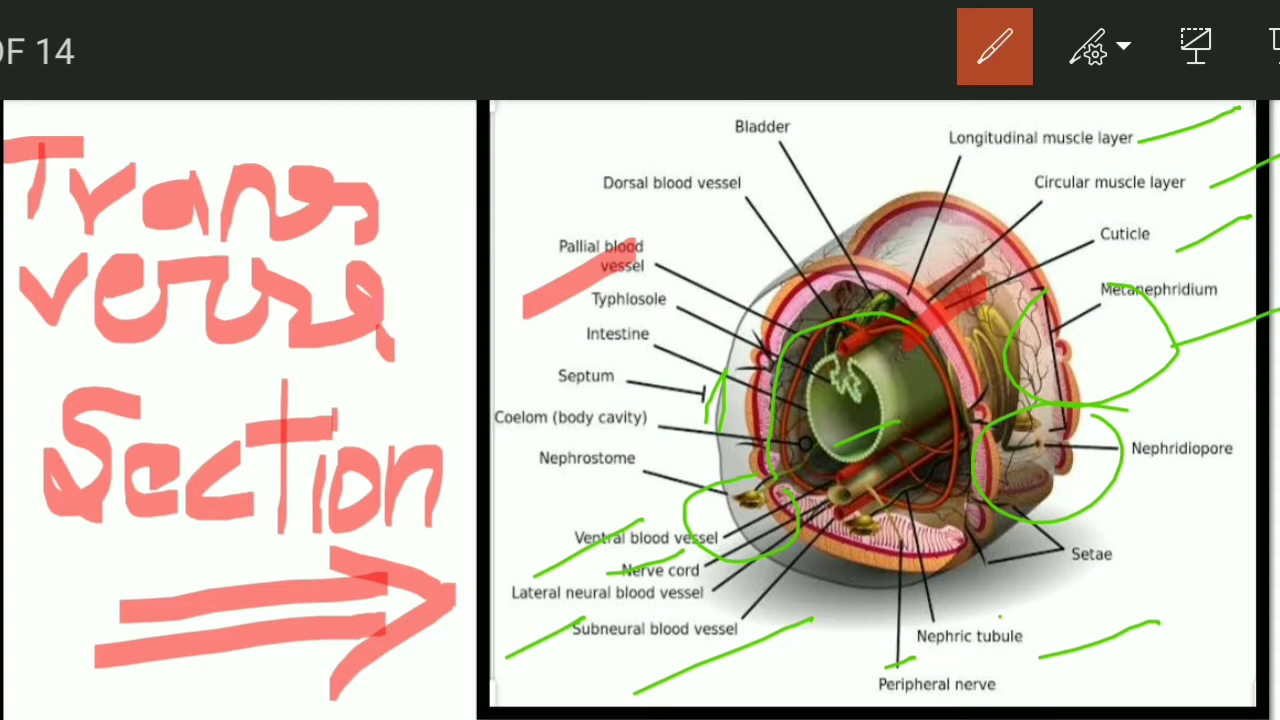 OF 14
Trans
verse
Section
Bladder
Longitudinal muscle layer
Dorsal blood vessel
Circular muscle layer
Cuticle
Pallial blood
vessel
Metanephridium
Typhlosole
Intestine
Septum
Coelom (body cavity)
Nephridiopore
Nephrostome
Ventral blood vessel
Setae
Nerve cord
Lateral neural blood vessel
Subneural blood vessel
Nephric tubule
Peripheral nerve